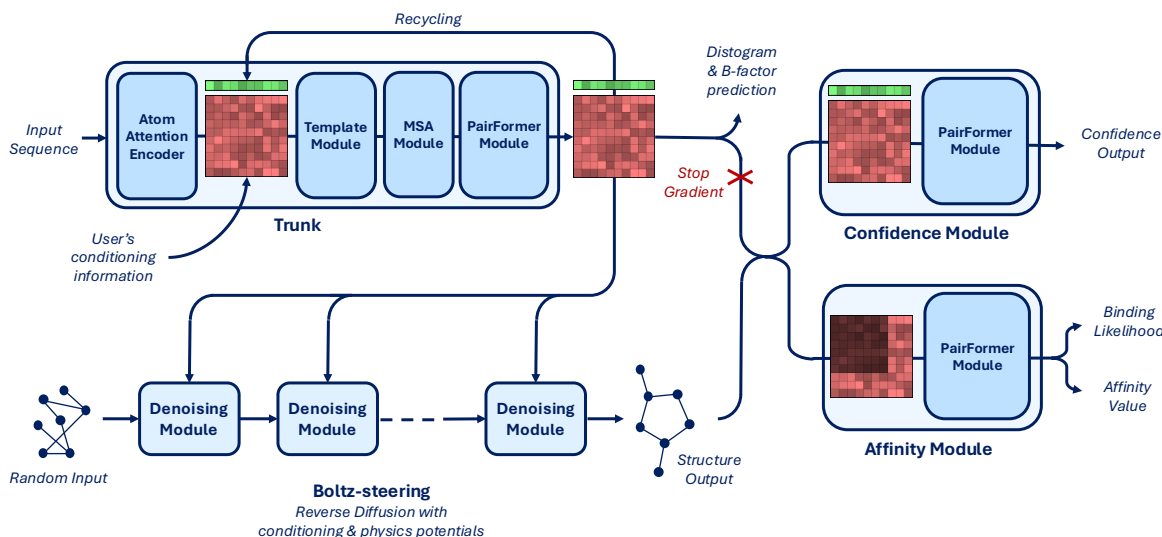 Recycling
Input
Sequence
Atom
Attention
Encoder
Template
Module
MSA
Module
PairFormer
Module
Trunk
User's
conditioning
information
Distogram
& B-factor
prediction
Stop
Gradient
PairFormer
Module
Confidence
Output
Confidence Module
PairFormer
Module
Binding
Likelihood
Affinity
Value
Affinity Module
Random Input
Denoising
Module
Denoising
Module
Denoising
Module
Structure
Output
Boltz-steering
Reverse Diffusion with
conditioning & physics potentials